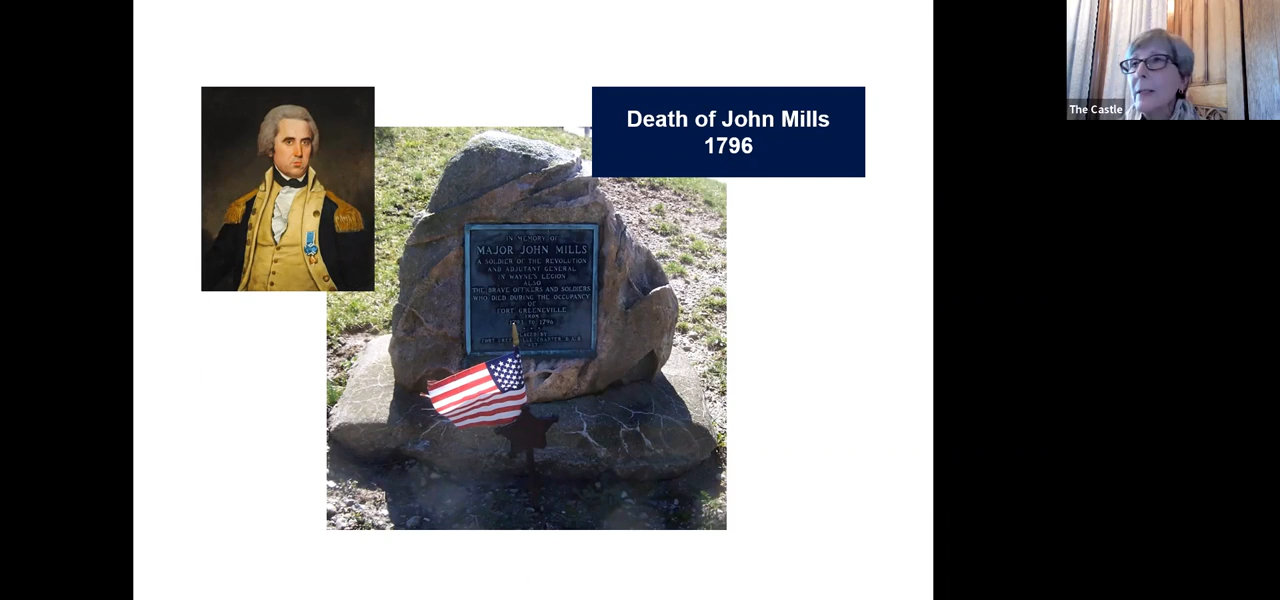 Death of John Mills
1796
The Castle
IN MEMORY OF
MAJOR JOHN MILLS
A SOLDIER OF THE REVOLUTION
AND ADJUTANT GENERAL
IN WAYNE'S LEGION
ALSO
THE BRAVE OFFICERS AND SOLDIERS
WHO DIED DURING THE OCCUPANCY
OF
FORT GREENEVILLE
FROM
1793 TO 1796